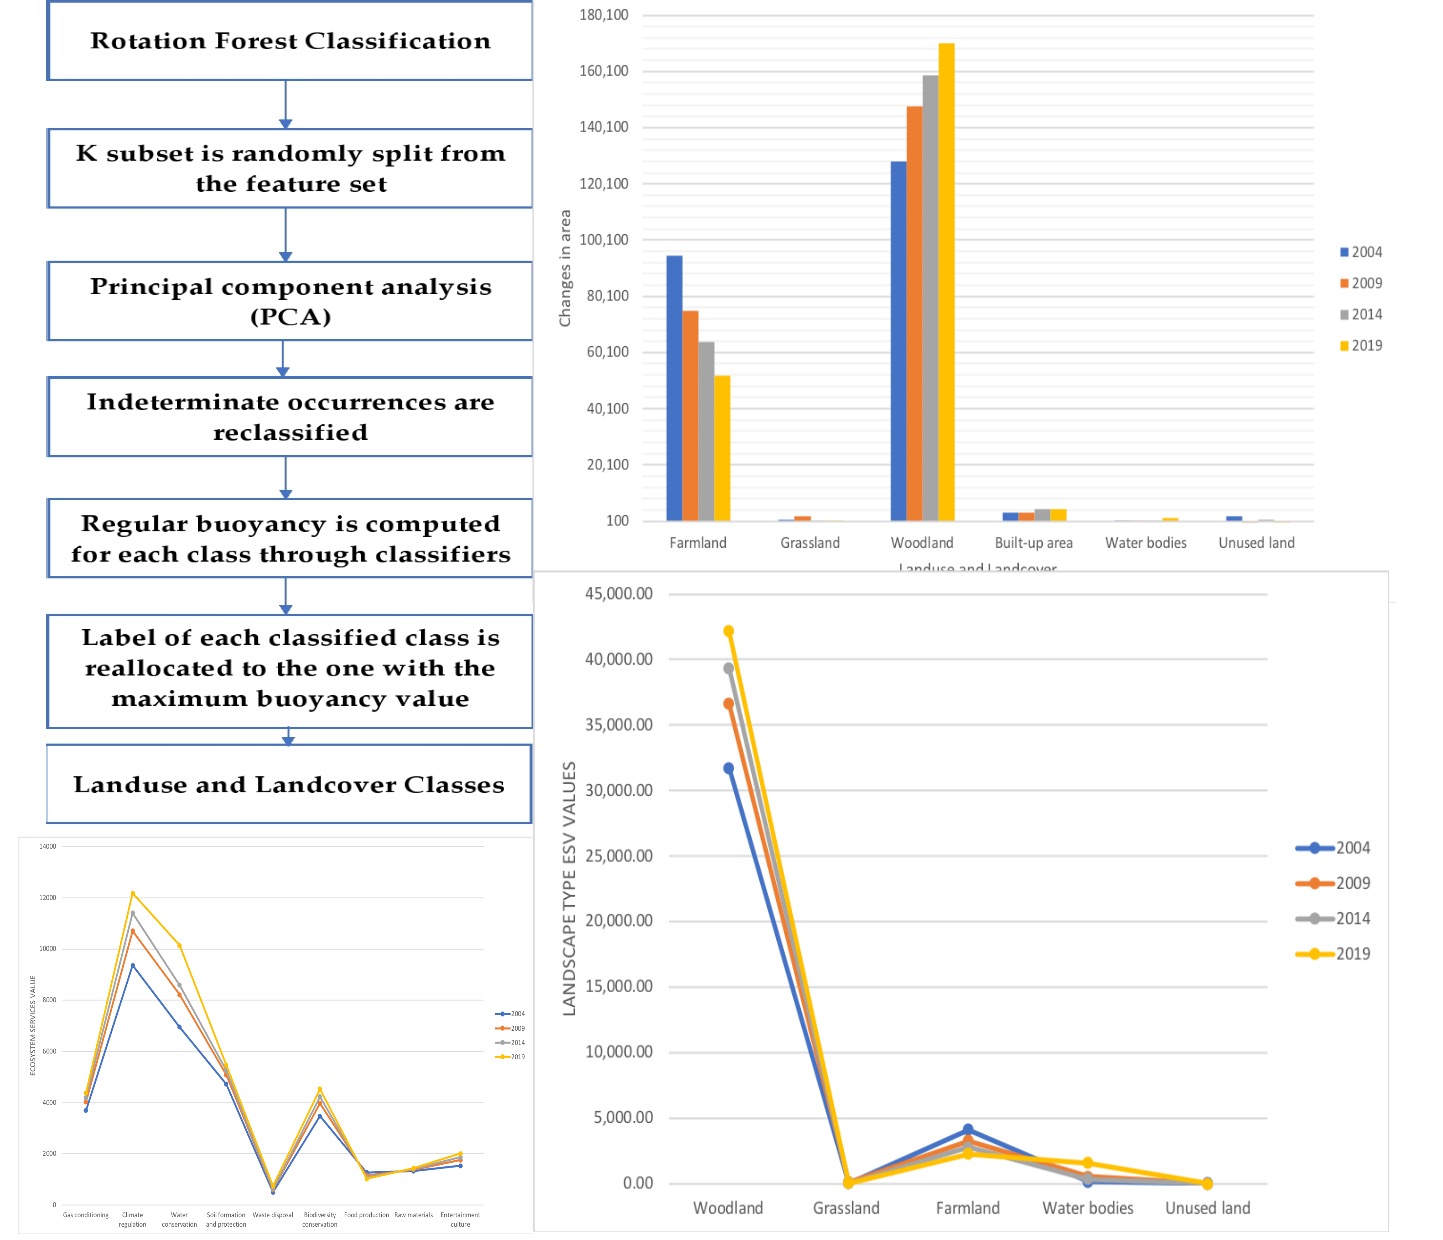 Rotation Forest Classification
K subset is randomly split from
the feature set
Principal component analysis
(PCA)
Indeterminate occurrences are
reclassified
Regular buoyancy is computed
for each class through classifiers
Label of each classified class is
reallocated to the one with the
maximum buoyancy value
Landuse and Landcover Classes
180,100
160,100
140,100
120,100
100,100
80,100
60,100
40,100
20,100
100
Changes in area
Farmland
Grassland
Woodland
Built-up area
Water bodies
Unused land
Landuse and Landcover
2004
2009
2014
2019
45,000.00
40,000.00
35,000.00
30,000.00
25,000.00
20,000.00
15,000.00
10,000.00
5,000.00
0.00
LANDSCAPE TYPE ESV VALUES
Woodland
Grassland
Farmland
Water bodies
Unused land
2004
2009
2014
2019
14000
12000
10000
8000
6000
4000
2000
0
ECOSYSTEM SERVICES VALUE
Gas conditioning
Climate
regulation
Water
conservation
Soir formation
and protection
Waste disposal
Biodiversity
conservation
Food production
Raw materials
Entertainment
culture
2004
2009
2014
2019